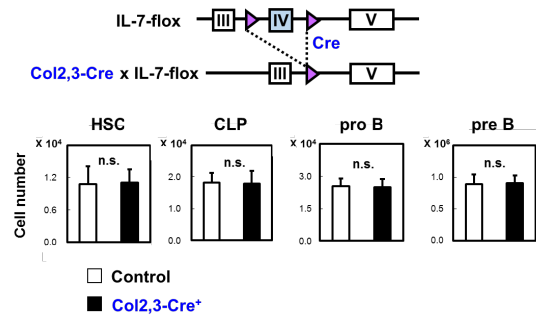 IL-7-flox III IV V
Cre
Col2,3-Cre x IL-7-flox III V
HSC CLP pro B pre B
x 10⁴ x 10⁴ x 10⁴ x 10⁶
n.s. n.s. n.s. n.s.
Cell number
1.2 2.0 3.0 1.0
0.6 1.0 1.5 0.5
0.0 0.0 0.0 0.0
Control
Col2,3-Cre⁺